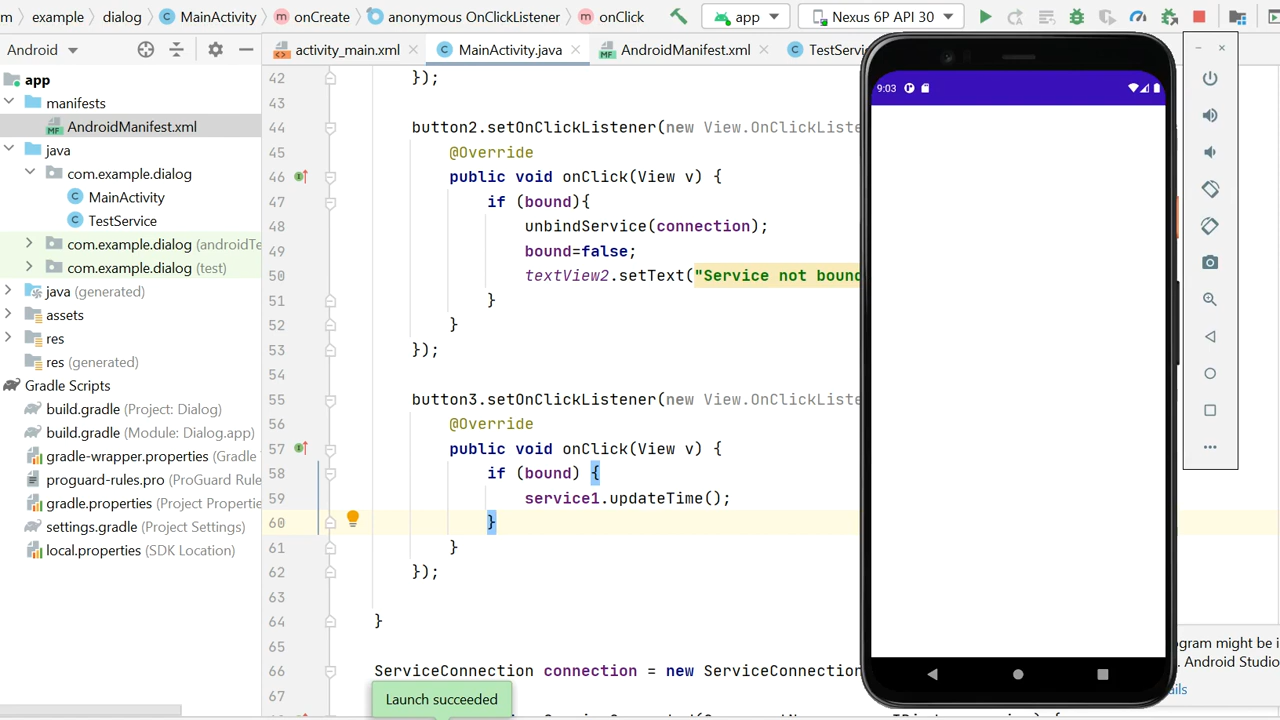 m example dialog MainActivity onCreate anonymous OnClickListener onClick app Nexus 6P API 30
Android
activity_main.xml MainActivity.java AndroidManifest.xml TestServic
app
manifests
AndroidManifest.xml
java
com.example.dialog
MainActivity
TestService
com.example.dialog (androidTe
com.example.dialog (test)
java (generated)
assets
res
res (generated)
Gradle Scripts
build.gradle (Project: Dialog)
build.gradle (Module: Dialog.app)
gradle-wrapper.properties (Gradle
proguard-rules.pro (ProGuard Rule
gradle.properties (Project Propertie
settings.gradle (Project Settings)
local.properties (SDK Location)
42 });
43
44 button2.setOnClickListener(new View.OnClickListe
45 @Override
46 public void onClick(View v) {
47 if (bound){
48 unbindService(connection);
49 bound=false;
50 textView2.setText("Service not bound
51 }
52 }
53 });
54
55 button3.setOnClickListener(new View.OnClickListe
56 @Override
57 public void onClick(View v) {
58 if (bound) {
59 service1.updateTime();
60 }
61 }
62 });
63
64 }
65
66 ServiceConnection connection = new ServiceConnection
67
Launch succeeded
9:03
ogram might be i
Android Studio
ails